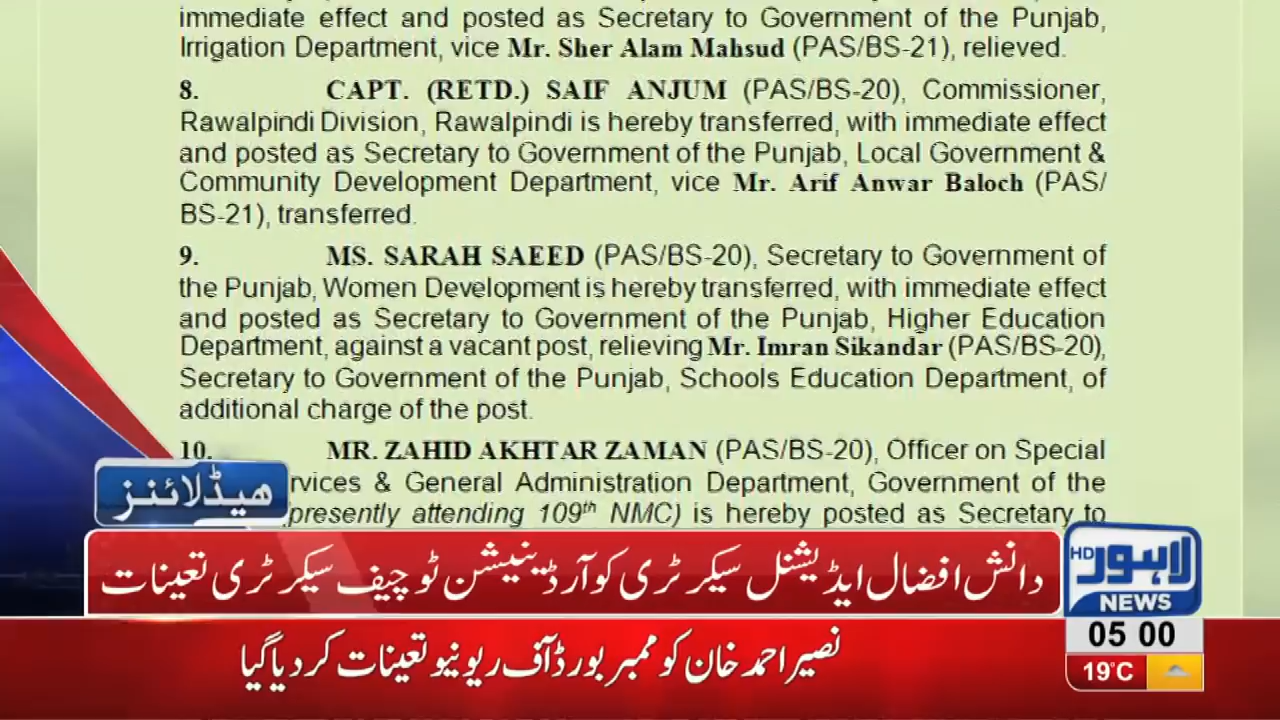 immediate effect and posted as Secretary to Government of the Punjab,
Irrigation Department, vice Mr. Sher Alam Mahsud (PAS/BS-21), relieved.
8. CAPT. (RETD.) SAIF ANJUM (PAS/BS-20), Commissioner,
Rawalpindi Division, Rawalpindi is hereby transferred, with immediate effect
and posted as Secretary to Government of the Punjab, Local Government &
Community Development Department, vice Mr. Arif Anwar Baloch (PAS/
BS-21), transferred.
9. MS. SARAH SAEED (PAS/BS-20), Secretary to Government of
the Punjab, Women Development is hereby transferred, with immediate effect
and posted as Secretary to Government of the Punjab, Higher Education
Department, against a vacant post, relieving Mr. Imran Sikandar (PAS/BS-20),
Secretary to Government of the Punjab, Schools Education Department, of
additional charge of the post.
10. MR. ZAHID AKHTAR ZAMAN (PAS/BS-20), Officer on Special
rvices & General Administration Department, Government of the
(presently attending 109th NMC) is hereby posted as Secretary to
ھیڈلائنز
دانش افضال ایڈیشنل سیکرٹری کوآرڈینیشن ٹو چیف سیکرٹری تعینات
نصیر احمد خان کو ممبر بورڈ آف ریونیو تعینات کر دیا گیا
HD لاہور
NEWS
05 00
19°C